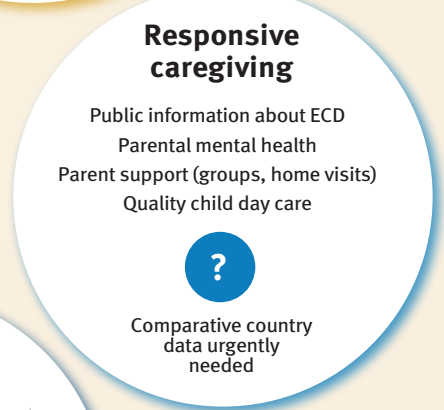 Responsive
caregiving
Public information about ECD
Parental mental health
Parent support (groups, home visits)
Quality child day care
?
Comparative country
data urgently
needed